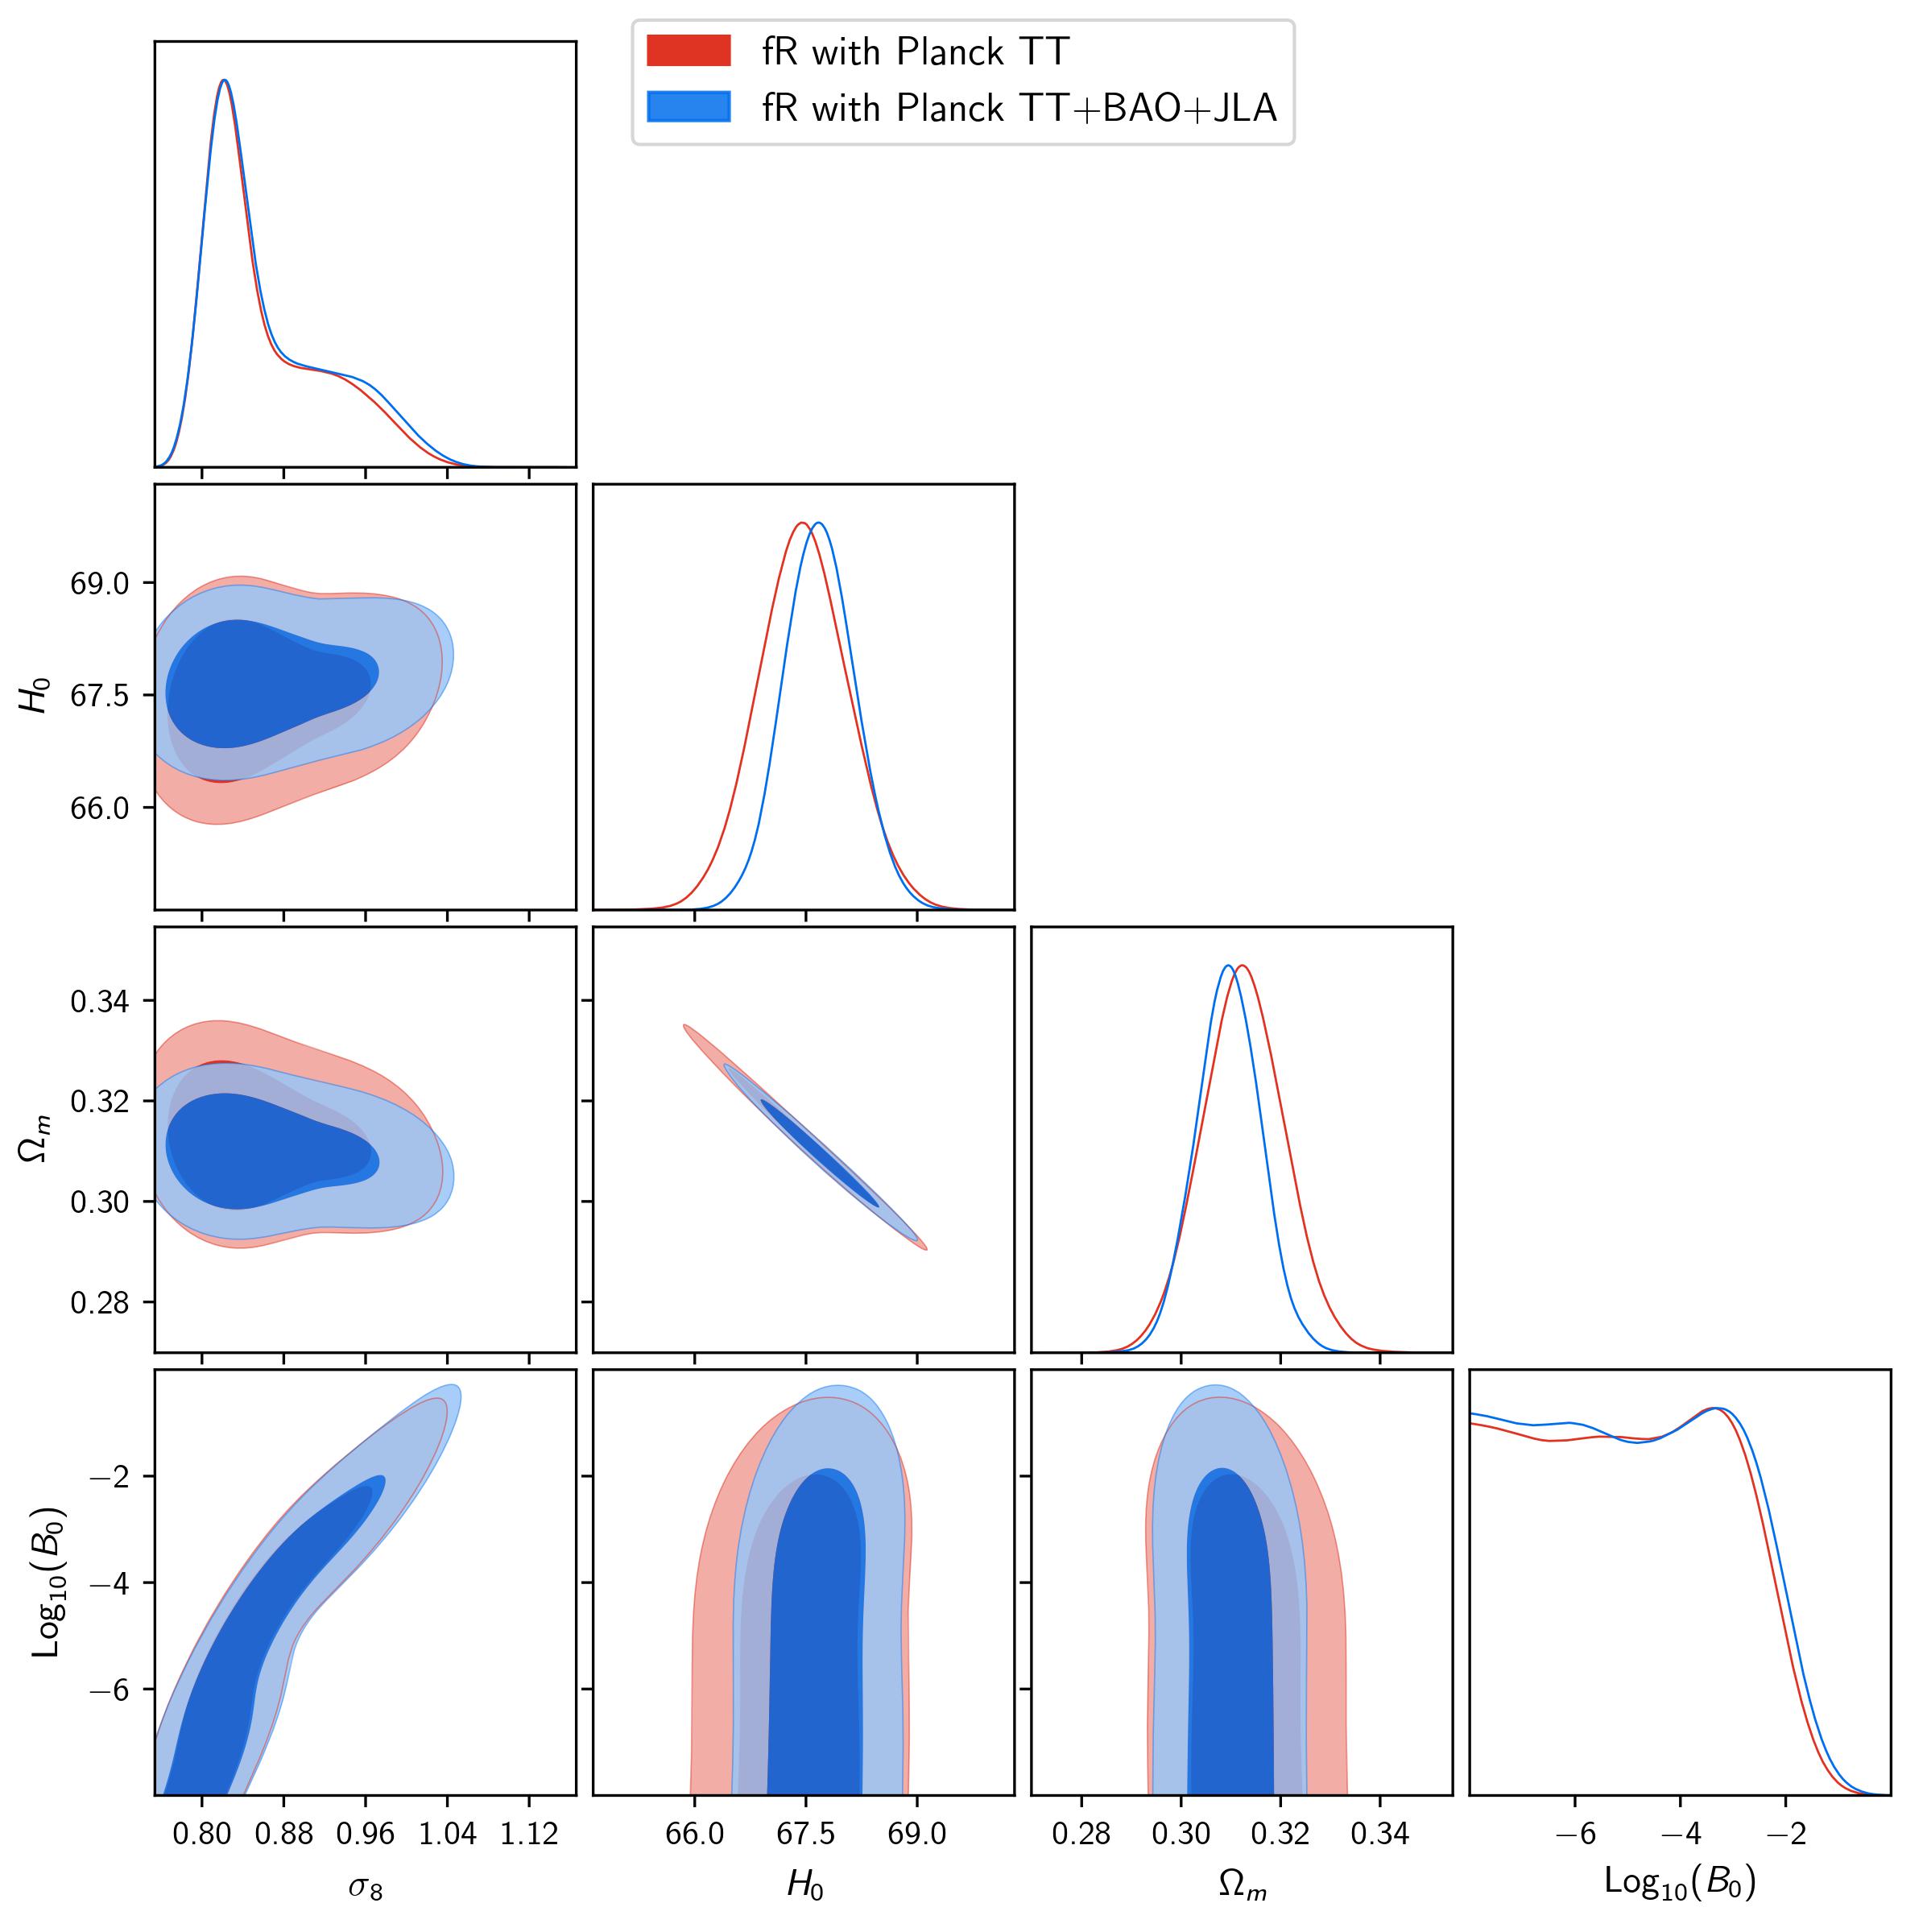 fR with Planck TT
fR with Planck TT+BAO+JLA
H₀
69.0
67.5
66.0
Ωₘ
0.34
0.32
0.30
0.28
Log₁₀(B₀)
−2
−4
−6
0.80 0.88 0.96 1.04 1.12
66.0 67.5 69.0
0.28 0.30 0.32 0.34
−6 −4 −2
σ₈
H₀
Ωₘ
Log₁₀(B₀)